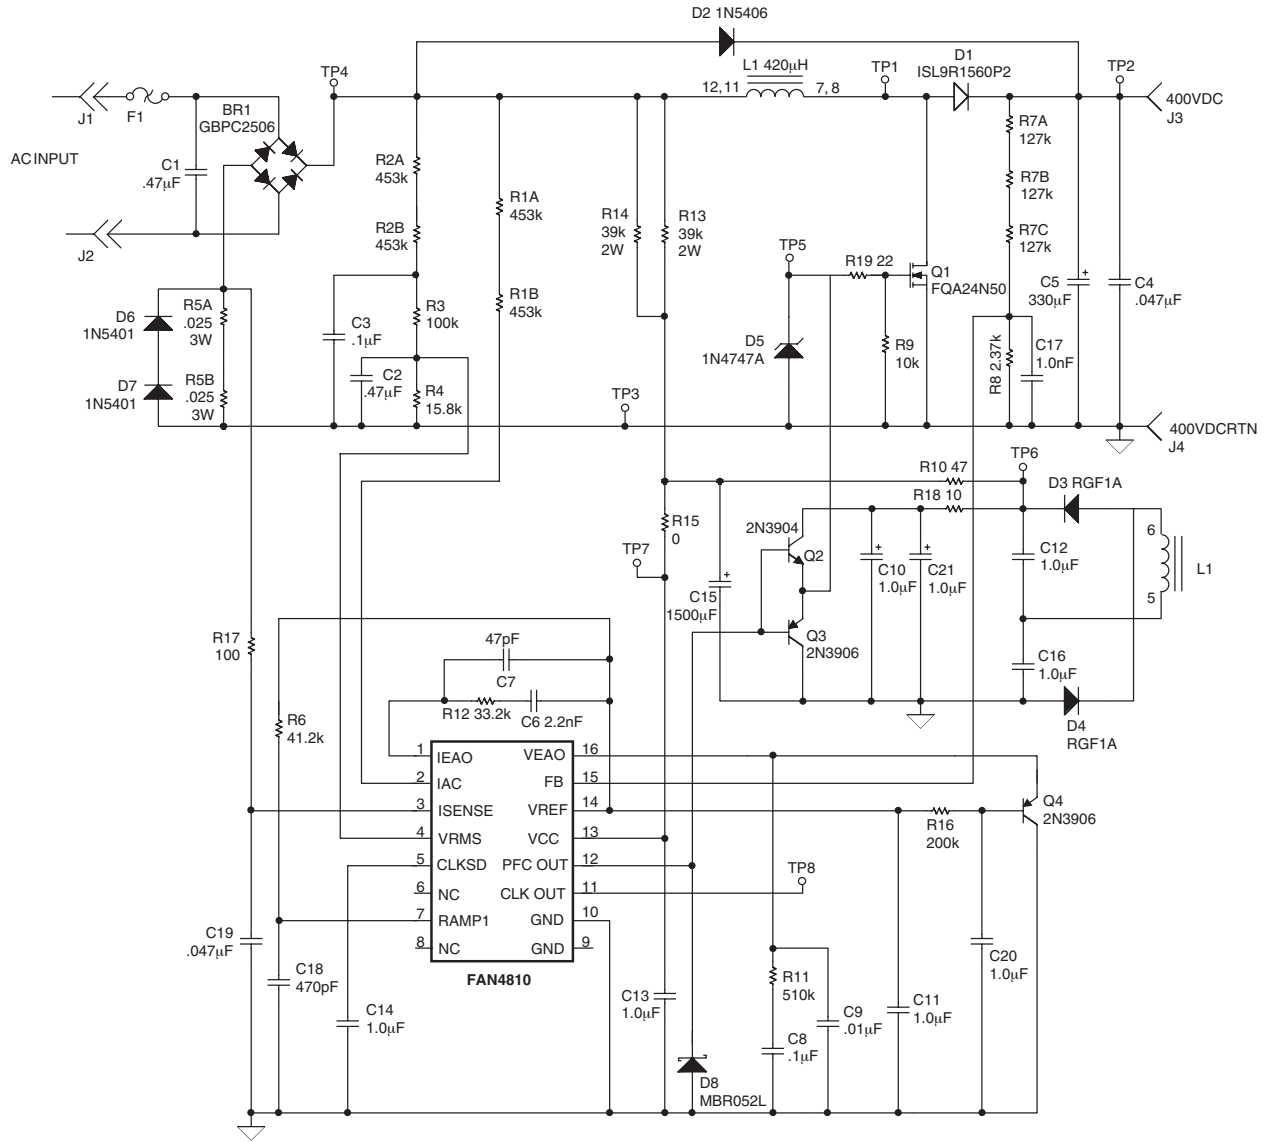 D2 1N5406
TP4
L1 420µH
12, 11
7, 8
TP1
D1
ISL9R1560P2
TP2
J1
F1
BR1
GBPC2506
400VDC
J3
AC INPUT
C1
.47µF
J2
R2A
453k
R2B
453k
R1A
453k
R1B
453k
R14
39k
2W
R13
39k
2W
R7A
127k
R7B
127k
R7C
127k
TP5
R19 22
Q1
FQA24N50
C5
330µF
C4
.047µF
D6
1N5401
R5A
.025
3W
D7
1N5401
R5B
.025
3W
C3
.1µF
R3
100k
C2
.47µF
R4
15.8k
D5
1N4747A
R9
10k
R8 2.37k
C17
1.0nF
TP3
400VDCRTN
J4
R10 47
TP6
R18 10
D3 RGF1A
R15
0
TP7
2N3904
Q2
C15
1500µF
C10
1.0µF
C21
1.0µF
C12
1.0µF
6
5
L1
Q3
2N3906
C16
1.0µF
D4
RGF1A
R17
100
47pF
C7
R12 33.2k
C6 2.2nF
R6
41.2k
1
IEAO
VEAO
16
2
IAC
FB
15
3
ISENSE
VREF
14
4
VRMS
VCC
13
5
CLKSD
PFC OUT
12
6
NC
CLK OUT
11
7
RAMP1
GND
10
8
NC
GND
9
FAN4810
R16
200k
Q4
2N3906
TP8
C19
.047µF
C18
470pF
C14
1.0µF
C13
1.0µF
D8
MBR052L
R11
510k
C8
.1µF
C9
.01µF
C11
1.0µF
C20
1.0µF